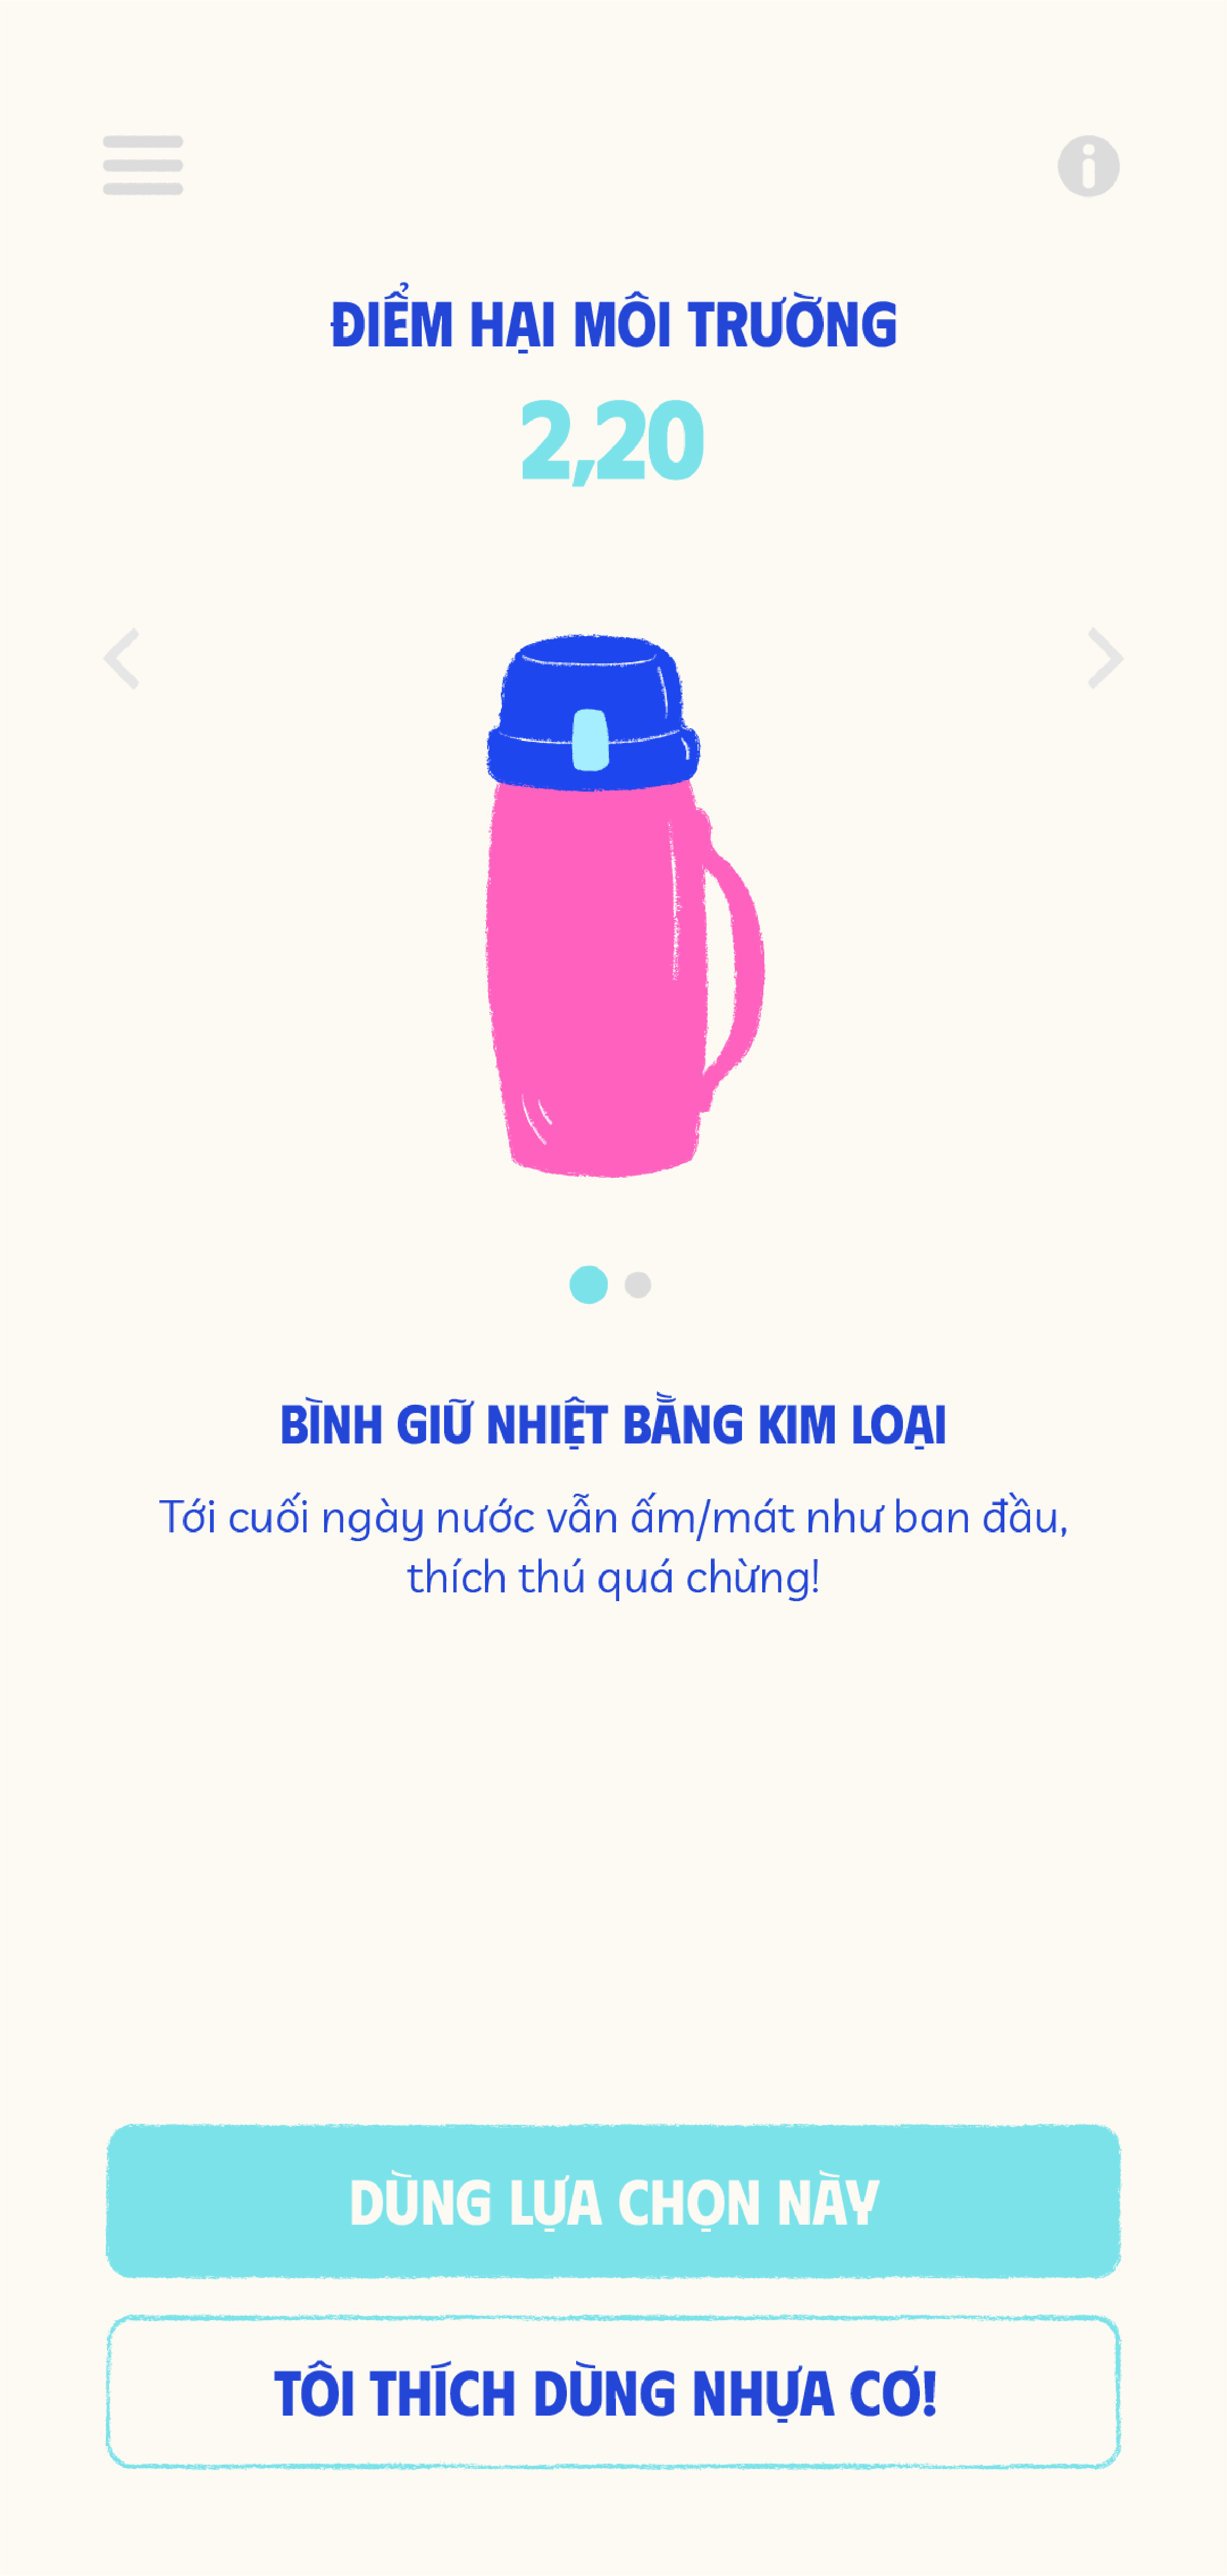 ĐIỂM HẠI MÔI TRƯỜNG
2,20
BÌNH GIỮ NHIỆT BẰNG KIM LOẠI
Tới cuối ngày nước vẫn ấm/mát như ban đầu,
thích thú quá chừng!
DÙNG LỰA CHỌN NÀY
TÔI THÍCH DÙNG NHỰA CƠ!